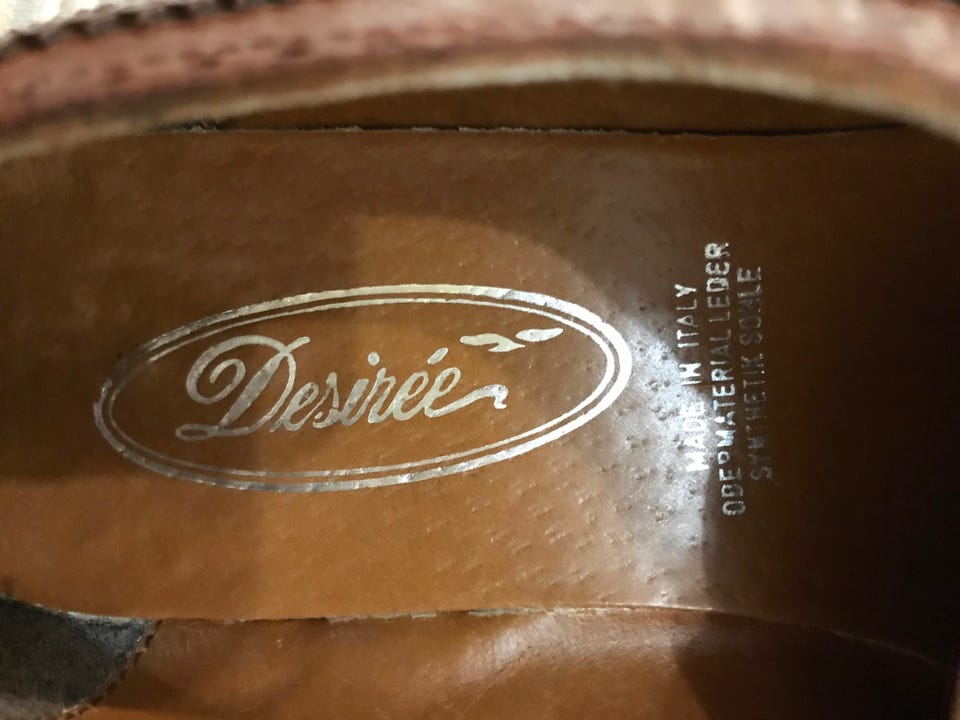 Desirée
MADE IN ITALY
OBERMATERIAL LEDER
SYNTHETIK SOHLE